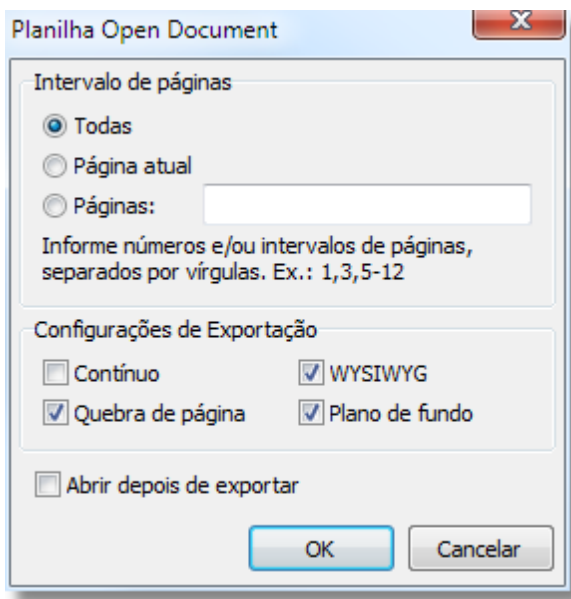 Planilha Open Document
Intervalo de páginas
Todas
Página atual
Páginas:
Informe números e/ou intervalos de páginas,
separados por vírgulas. Ex.: 1,3,5-12
Configurações de Exportação
Contínuo
WYSIWYG
Quebra de página
Plano de fundo
Abrir depois de exportar
OK
Cancelar